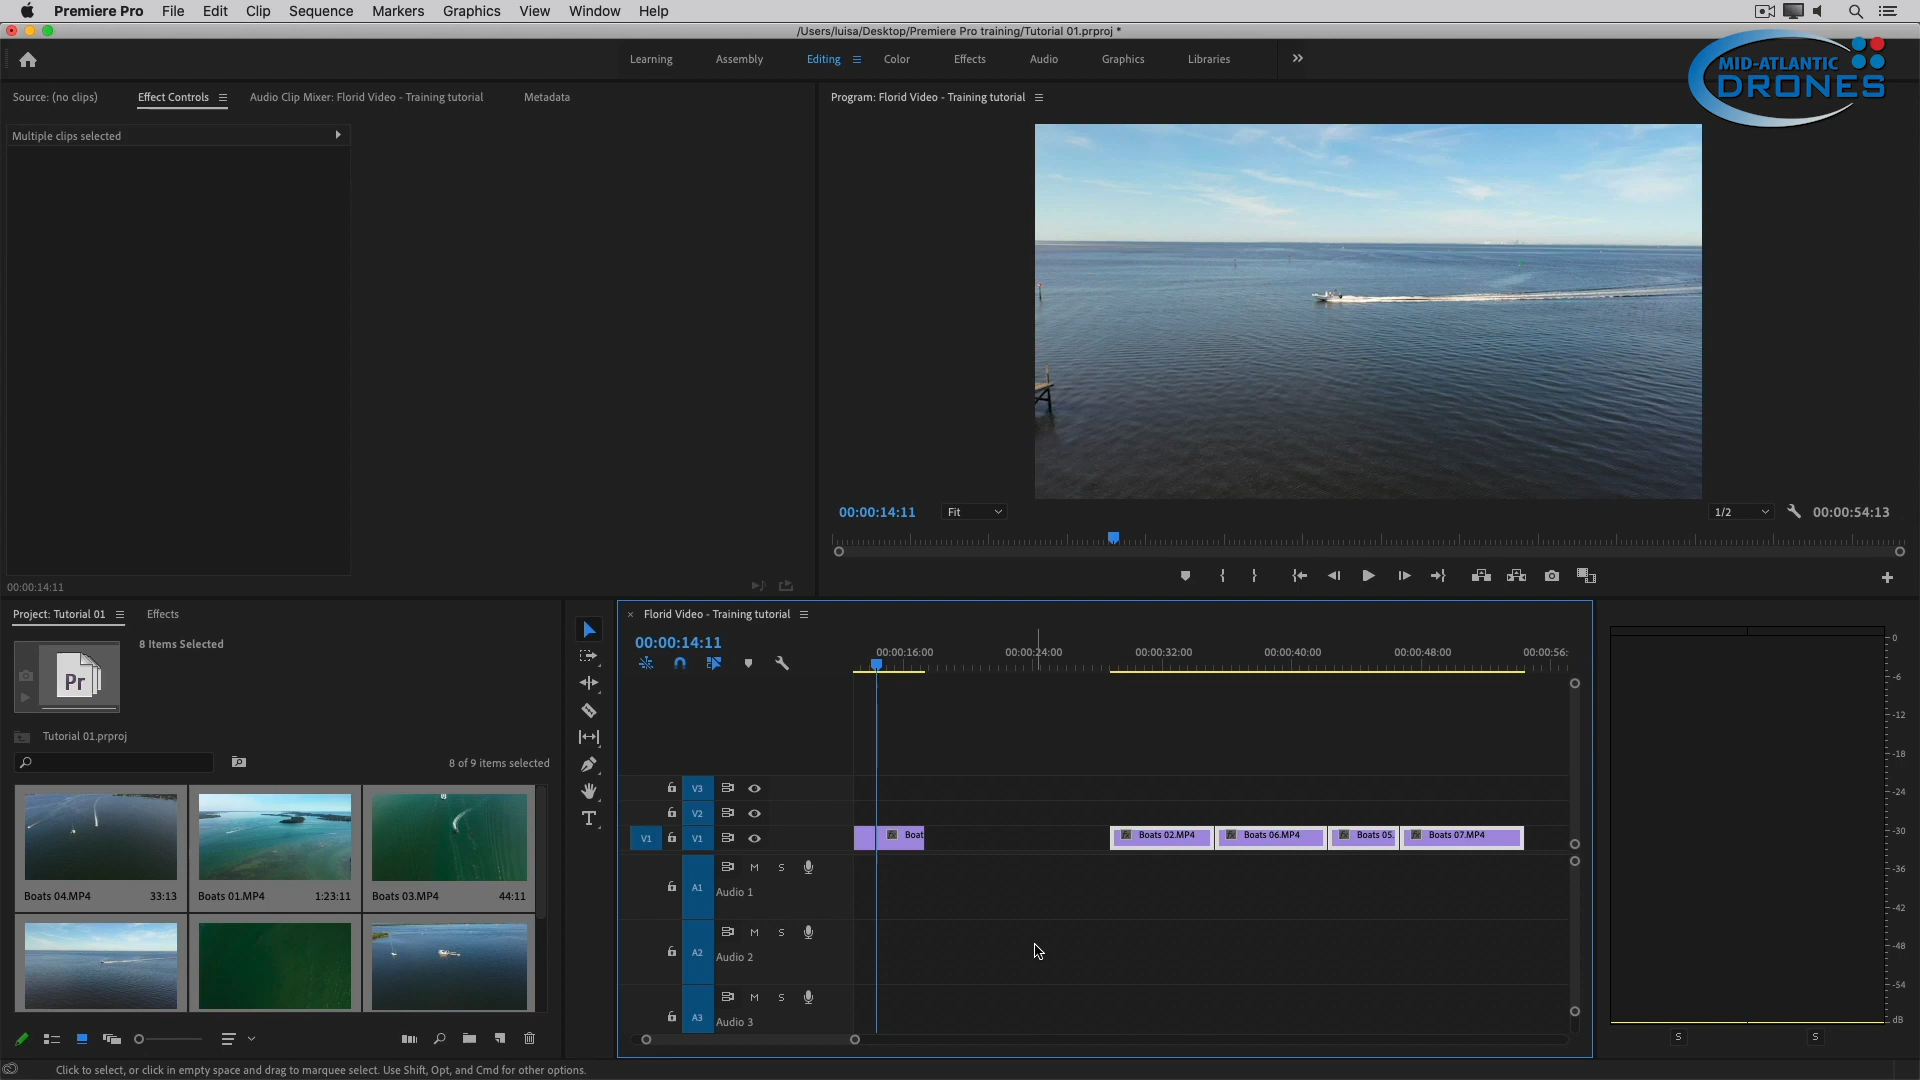 Premiere Pro File Edit Clip Sequence Markers Graphics View Window Help
/Users/luisa/Desktop/Premiere Pro training/Tutorial 01.prproj *
Learning Assembly Editing Color Effects Audio Graphics Libraries
MID-ATLANTIC
DRONES
Source: (no clips) Effect Controls Audio Clip Mixer: Florid Video - Training tutorial Metadata
Program: Florid Video - Training tutorial
Multiple clips selected
00:00:14:11 Fit 1/2 00:00:54:13
00:00:14:11
Project: Tutorial 01 Effects
8 Items Selected
Pr
Tutorial 01.prproj
8 of 9 items selected
Boats 04.MP4 33:13
Boats 01.MP4 1:23:11
Boats 03.MP4 44:11
Florid Video - Training tutorial
00:00:14:11
00:00:16:00 00:00:24:00 00:00:32:00 00:00:40:00 00:00:48:00 00:00:56:
V3
V2
V1 V1 Boat Boats 02.MP4 Boats 06.MP4 Boats 05. Boats 07.MP4
M S
A1 Audio 1
M S
A2 Audio 2
M S
A3 Audio 3
0
-6
-12
-18
-24
-30
-36
-42
-48
-54
dB
S S
Click to select, or click in empty space and drag to marquee select. Use Shift, Opt, and Cmd for other options.